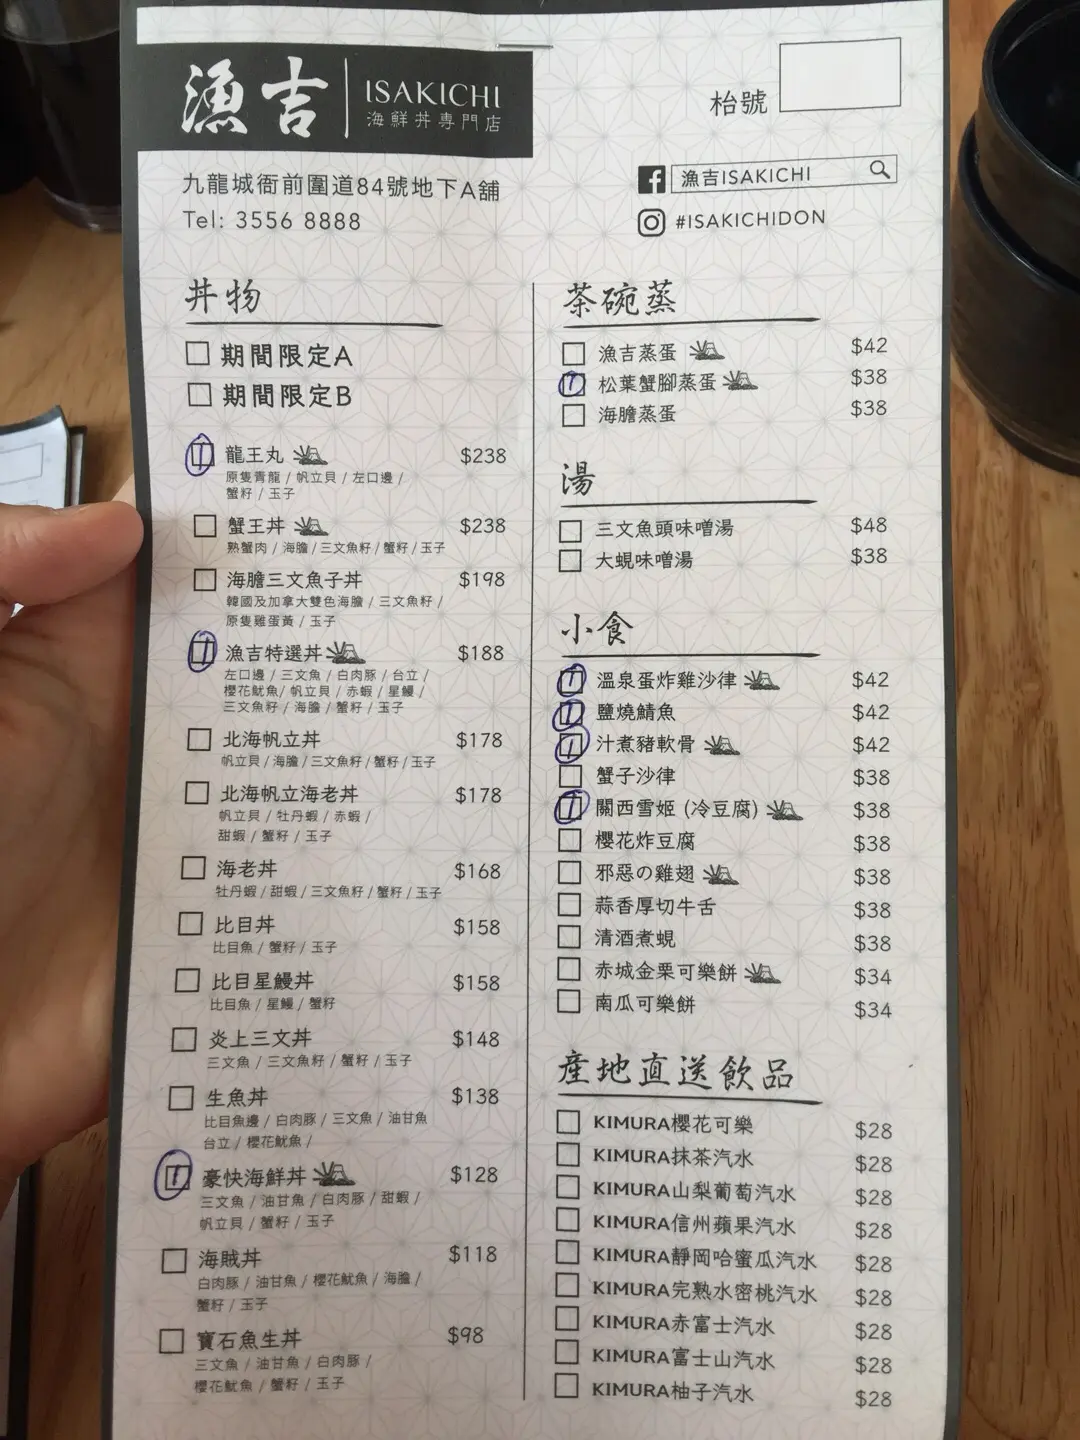 漁吉 ISAKICHI
海鮮丼専門店
枱號
九龍城衙前圍道84號地下A舖
Tel: 3556 8888
漁吉ISAKICHI
#ISAKICHIDON
丼物
期間限定A
期間限定B
1 龍王丸 $238
原隻青龍 / 帆立貝 / 左口邊 /
蟹籽 / 玉子
蟹王丼 $238
熟蟹肉 / 海膽 / 三文魚籽 / 蟹籽 / 玉子
海膽三文魚子丼 $198
韓國及加拿大雙色海膽 / 三文魚籽 /
原隻雞蛋黃 / 玉子
1 漁吉特選丼 $188
左口邊 / 三文魚 / 白肉豚 / 台立 /
櫻花魷魚 / 帆立貝 / 赤蝦 / 星鰻 /
三文魚籽 / 海膽 / 蟹籽 / 玉子
北海帆立丼 $178
帆立貝 / 海膽 / 三文魚籽 / 蟹籽 / 玉子
北海帆立海老丼 $178
帆立貝 / 牡丹蝦 / 赤蝦 /
甜蝦 / 蟹籽 / 玉子
海老丼 $168
牡丹蝦 / 甜蝦 / 三文魚籽 / 蟹籽 / 玉子
比目丼 $158
比目魚 / 蟹籽 / 玉子
比目星鰻丼 $158
比目魚 / 星鰻 / 蟹籽
炎上三文丼 $148
三文魚 / 三文魚籽 / 蟹籽 / 玉子
生魚丼 $138
比目魚邊 / 白肉豚 / 三文魚 / 油甘魚
台立 / 櫻花魷魚 /
1 豪快海鮮丼 $128
三文魚 / 油甘魚 / 白肉豚 / 甜蝦 /
帆立貝 / 蟹籽 / 玉子
海賊丼 $118
白肉豚 / 油甘魚 / 櫻花魷魚 / 海膽 /
蟹籽 / 玉子
寶石魚生丼 $98
三文魚 / 油甘魚 / 白肉豚 /
櫻花魷魚 / 蟹籽 / 玉子
茶碗蒸
漁吉蒸蛋 $42
1 松葉蟹腳蒸蛋 $38
海膽蒸蛋 $38
湯
三文魚頭味噌湯 $48
大蜆味噌湯 $38
小食
1 溫泉蛋炸雞沙律 $42
1 鹽燒鯖魚 $42
1 汁煮豬軟骨 $42
蟹子沙律 $38
1 關西雪姬 (冷豆腐) $38
櫻花炸豆腐 $38
邪惡の雞翅 $38
蒜香厚切牛舌 $38
清酒煮蜆 $38
赤城金栗可樂餅 $34
南瓜可樂餅 $34
産地直送飲品
KIMURA櫻花可樂 $28
KIMURA抹茶汽水 $28
KIMURA山梨葡萄汽水 $28
KIMURA信州蘋果汽水 $28
KIMURA靜岡哈蜜瓜汽水 $28
KIMURA完熟水密桃汽水 $28
KIMURA赤富士汽水 $28
KIMURA富士山汽水 $28
KIMURA柚子汽水 $28